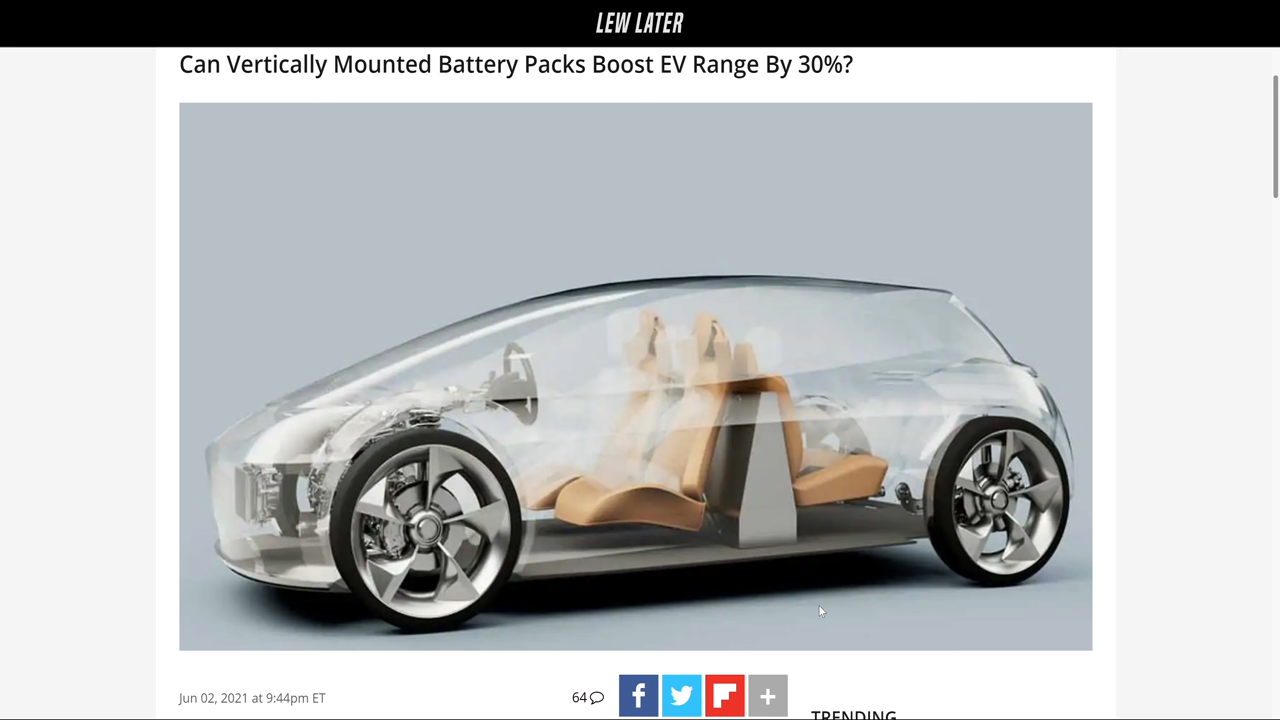 LEW LATER
Can Vertically Mounted Battery Packs Boost EV Range By 30%?
Jun 02, 2021 at 9:44pm ET
64
f
+
TRENDING